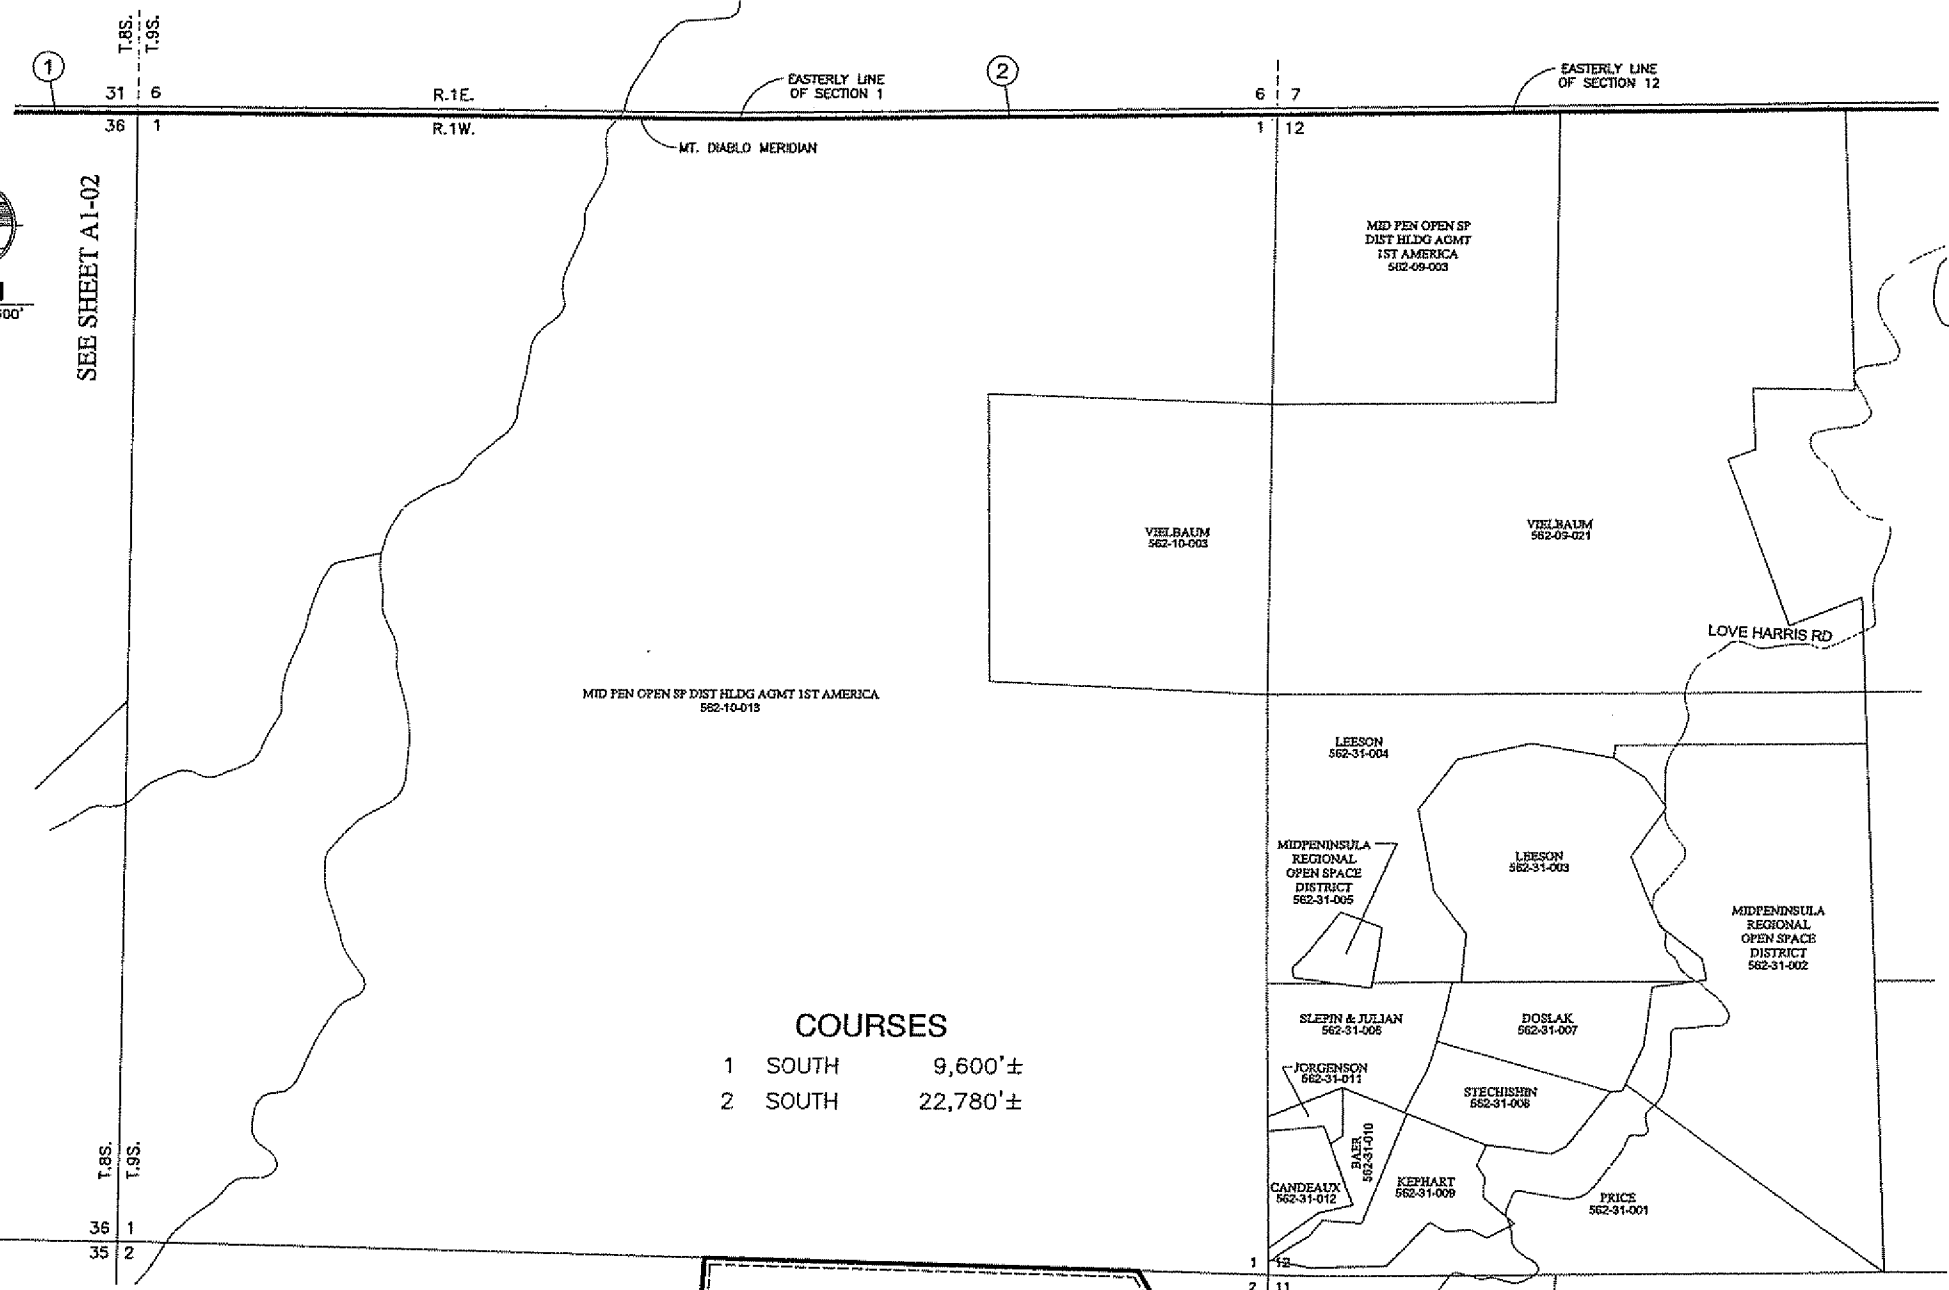 T.8S.
T.9S.
1
2
31 6
R.1E.
EASTERLY LINE
OF SECTION 1
6 7
EASTERLY LINE
OF SECTION 12
36 1
R.1W.
MT. DIABLO MERIDIAN
1 12
SEE SHEET A1-02
MID PEN OPEN SP
DIST HLDG AGMT
1ST AMERICA
562-09-003
VIELBAUM
562-10-003
VIELBAUM
562-09-021
LOVE HARRIS RD
MID PEN OPEN SP DIST HLDG AGMT 1ST AMERICA
562-10-013
LEESON
562-31-004
MIDPENINSULA
REGIONAL
OPEN SPACE
DISTRICT
562-31-005
LEESON
562-31-003
MIDPENINSULA
REGIONAL
OPEN SPACE
DISTRICT
562-31-002
COURSES
1 SOUTH 9,600'±
2 SOUTH 22,780'±
SLEPIN & JULIAN
562-31-006
DOSLAK
562-31-007
JORGENSON
562-31-011
STECHISHIN
562-31-008
BAER
562-31-010
CANDEAUX
562-31-012
KEPHART
562-31-009
PRICE
562-31-001
T.8S.
T.9S.
36 1
35 2
1 12
2 11